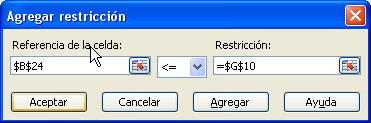 Agregar restricción
Referencia de la celda: Restricción:
$B$24 <= =$G$10
Aceptar Cancelar Agregar Ayuda